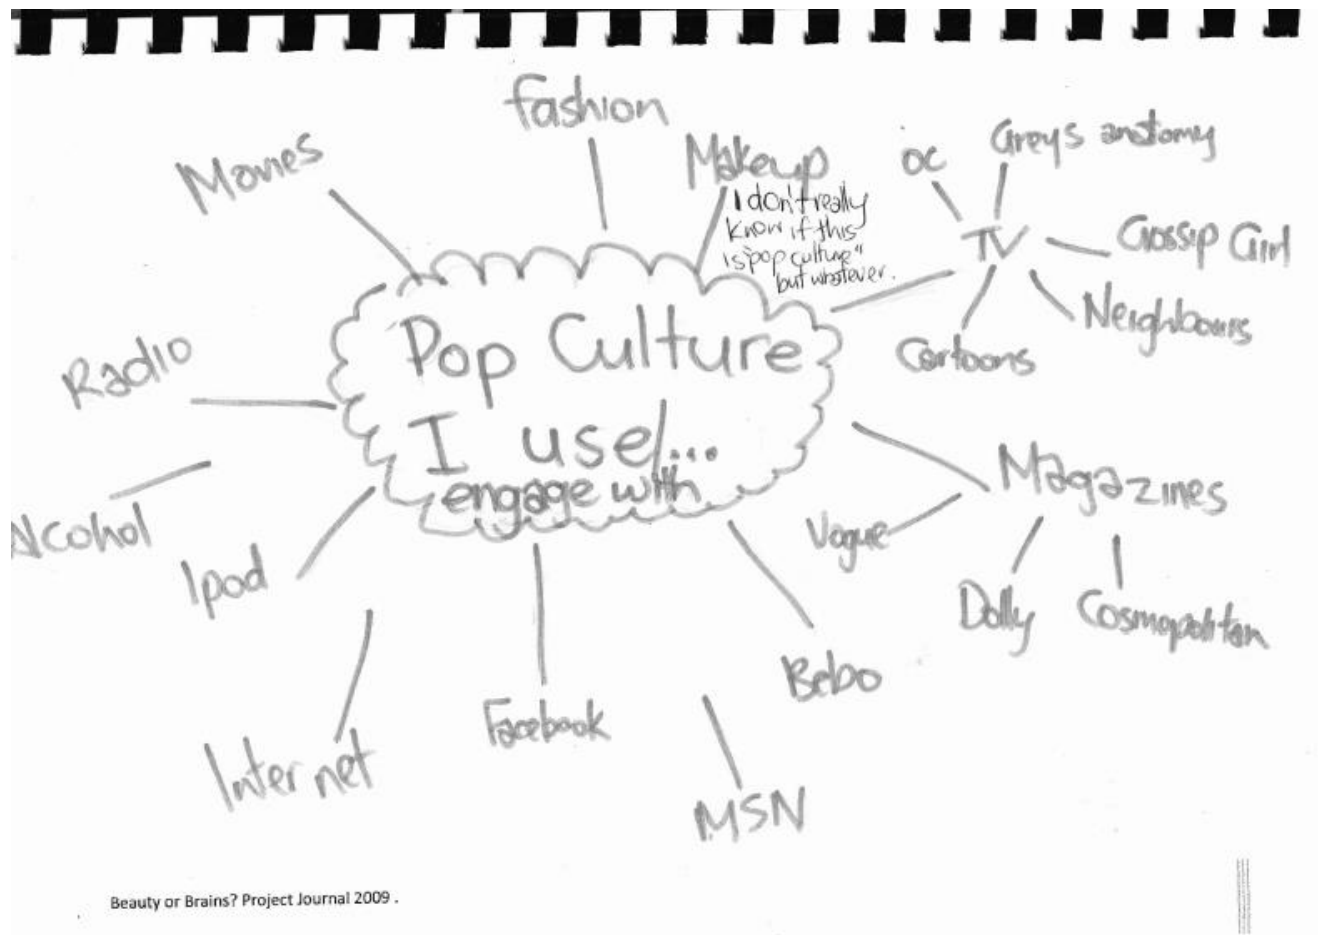 fashion
Movies
Makeup
I don't really
know if this
is "pop culture"
but whatever.
OC
Greys anatomy
TV
Gossip Girl
Neighbours
Cartoons
Pop Culture
I use/...
engage with
Radio
Alcohol
Ipod
Internet
Facebook
Bebo
MSN
Magazines
Vogue
Dolly
Cosmopolitan
Beauty or Brains? Project Journal 2009 .